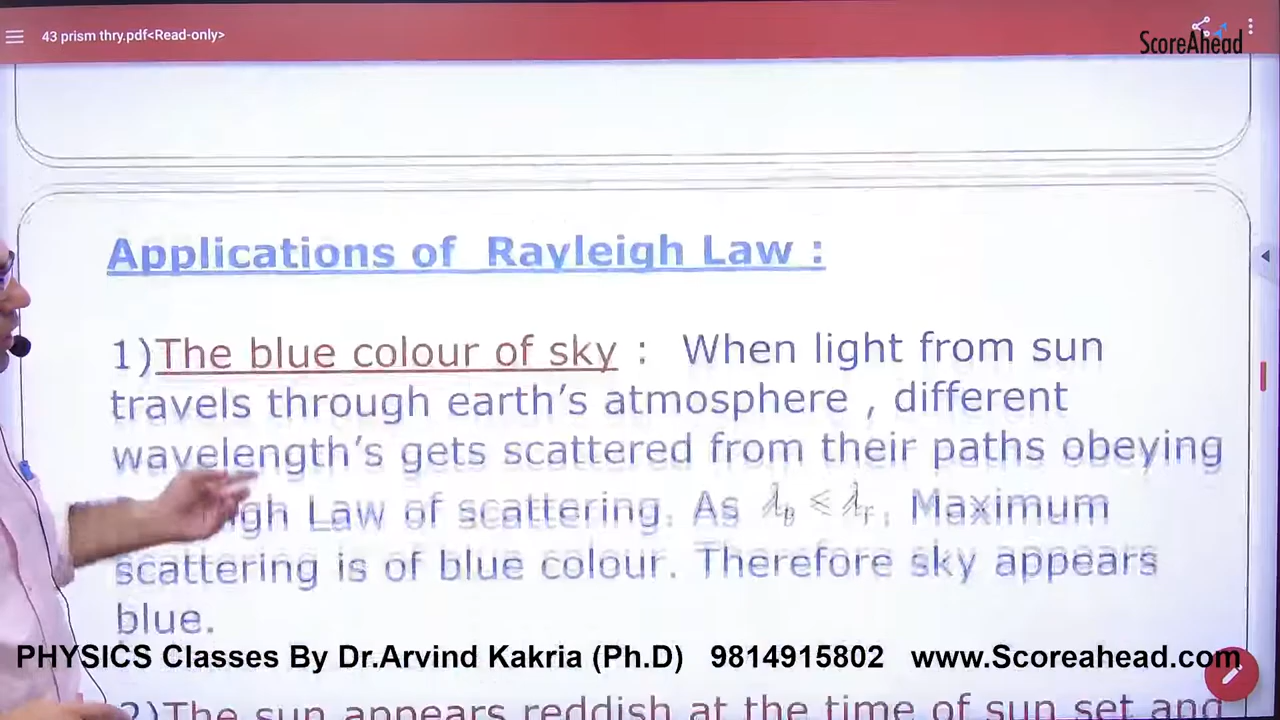 43 prism thry.pdf<Read-only>
ScoreAhead
Applications of Rayleigh Law :
1)The blue colour of sky : When light from sun
travels through earth's atmosphere , different
wavelength's gets scattered from their paths obeying
Law of scattering. As λB < λr. Maximum
scattering is of blue colour. Therefore sky appears
blue.
PHYSICS Classes By Dr.Arvind Kakria (Ph.D) 9814915802 www.Scoreahead.com
2)The sun appears reddish at the time of sun set and